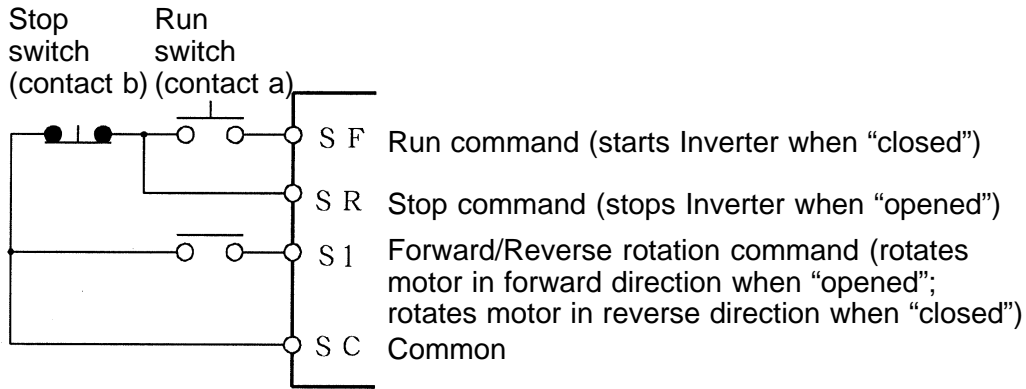 Stop
switch
(contact b)
Run
switch
(contact a)
S F
Run command (starts Inverter when “closed”)
S R
Stop command (stops Inverter when “opened”)
S 1
Forward/Reverse rotation command (rotates
motor in forward direction when “opened”;
rotates motor in reverse direction when “closed”)
S C
Common